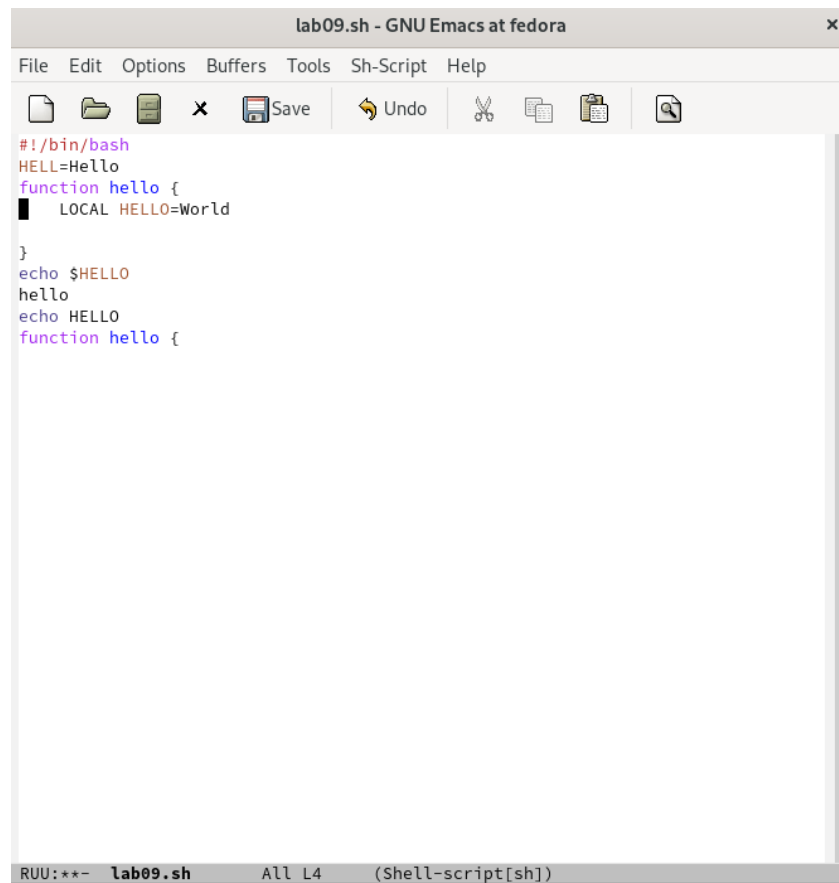 lab09.sh - GNU Emacs at fedora
File Edit Options Buffers Tools Sh-Script Help
Save Undo
#!/bin/bash
HELL=Hello
function hello {
    LOCAL HELLO=World
}
echo $HELLO
hello
echo HELLO
function hello {
RUU:**- lab09.sh All L4 (Shell-script[sh])